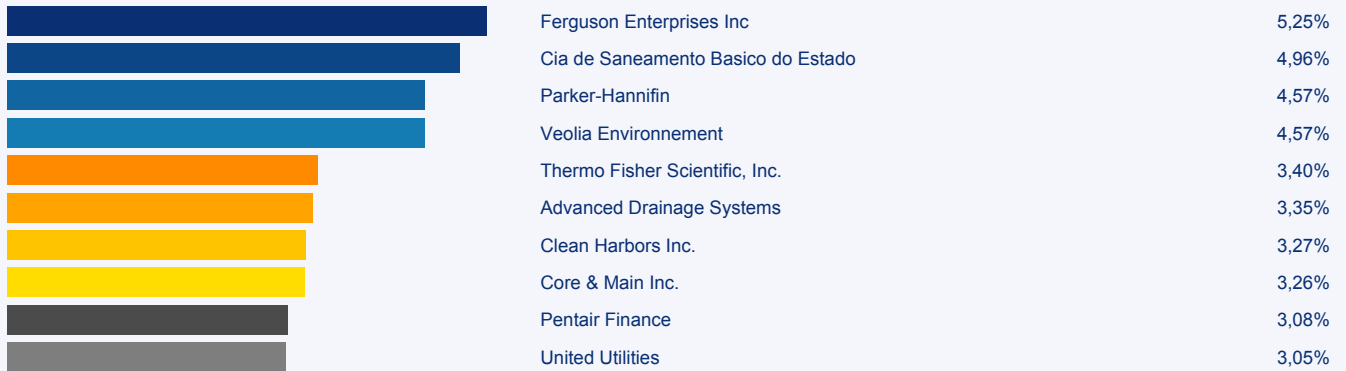 Ferguson Enterprises Inc 5,25%
Cia de Saneamento Basico do Estado 4,96%
Parker-Hannifin 4,57%
Veolia Environnement 4,57%
Thermo Fisher Scientific, Inc. 3,40%
Advanced Drainage Systems 3,35%
Clean Harbors Inc. 3,27%
Core & Main Inc. 3,26%
Pentair Finance 3,08%
United Utilities 3,05%